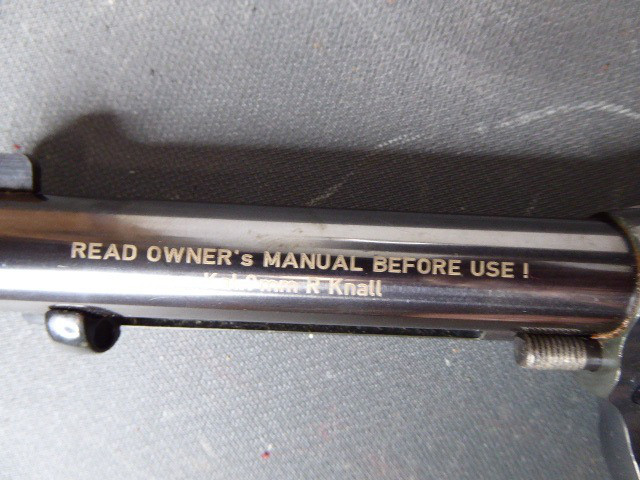 READ OWNER's MANUAL BEFORE USE !
Kal.9mm R Knall